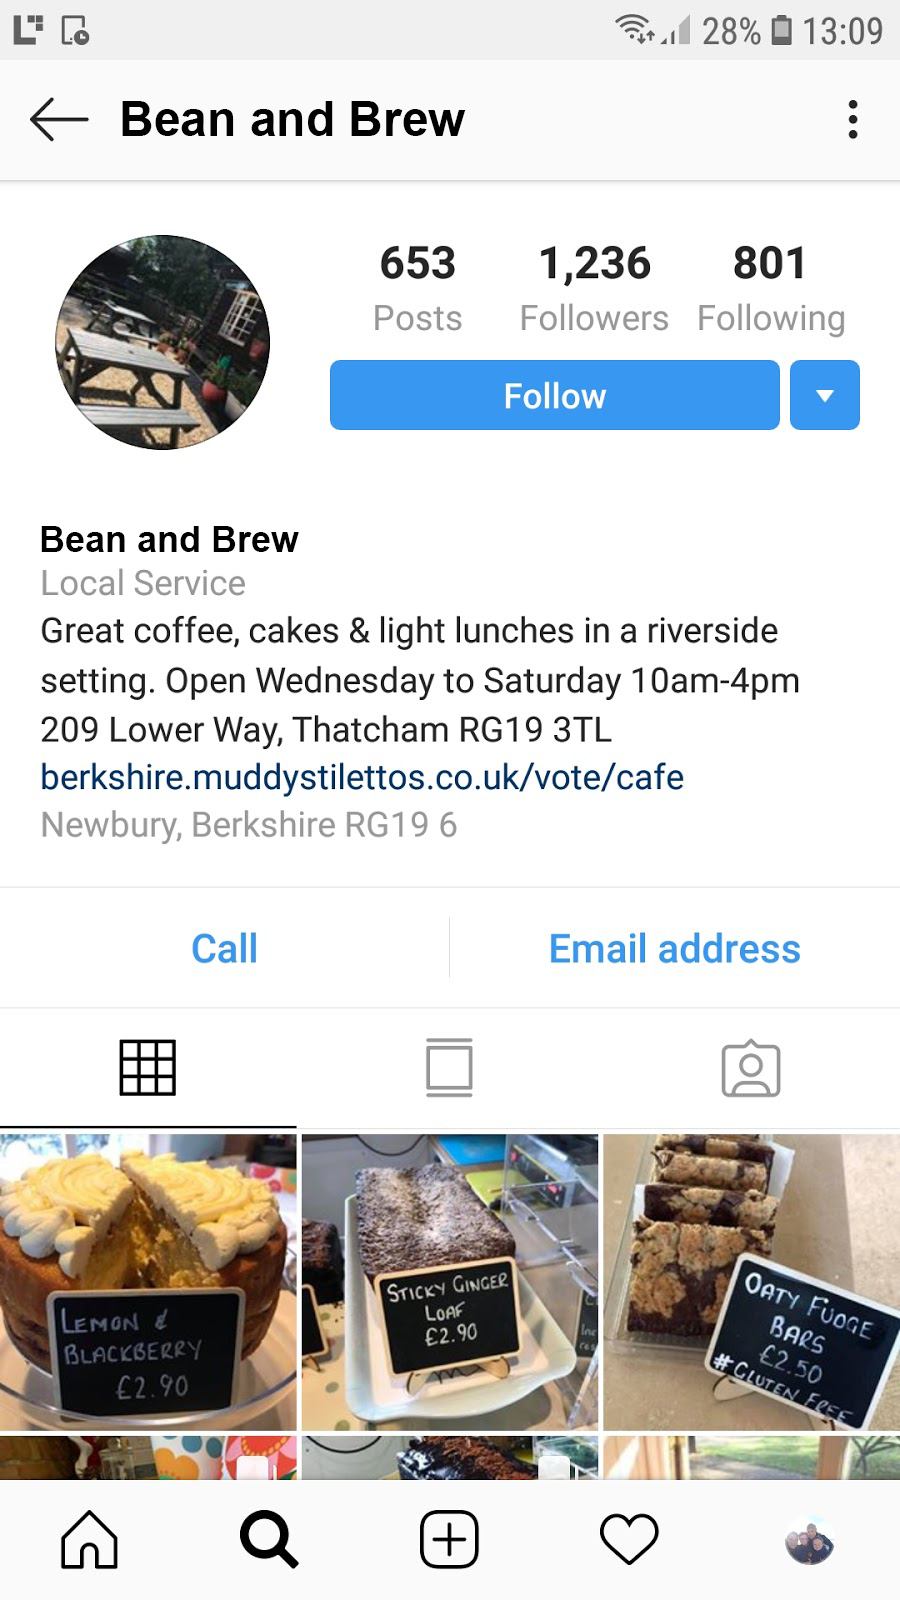 28% 13:09
Bean and Brew
653 1,236 801
Posts Followers Following
Follow
Bean and Brew
Local Service
Great coffee, cakes & light lunches in a riverside
setting. Open Wednesday to Saturday 10am-4pm
209 Lower Way, Thatcham RG19 3TL
berkshire.muddystilettos.co.uk/vote/cafe
Newbury, Berkshire RG19 6
Call Email address
LEMON &
BLACKBERRY
£2.90
STICKY GINGER
LOAF
£2.90
OATY FUDGE
BARS
£2.50
#GLUTEN FREE